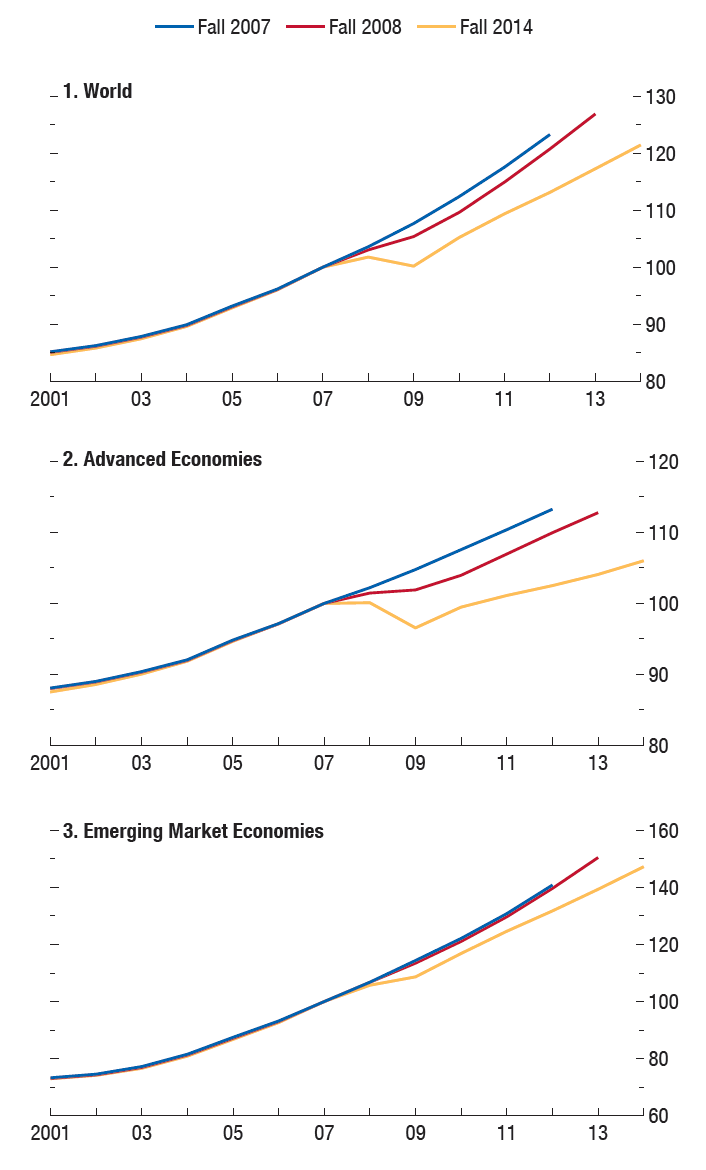 Fall 2007 Fall 2008 Fall 2014
1. World
130
120
110
100
90
80
2001 03 05 07 09 11 13
2. Advanced Economies
120
110
100
90
80
2001 03 05 07 09 11 13
3. Emerging Market Economies
160
140
120
100
80
60
2001 03 05 07 09 11 13